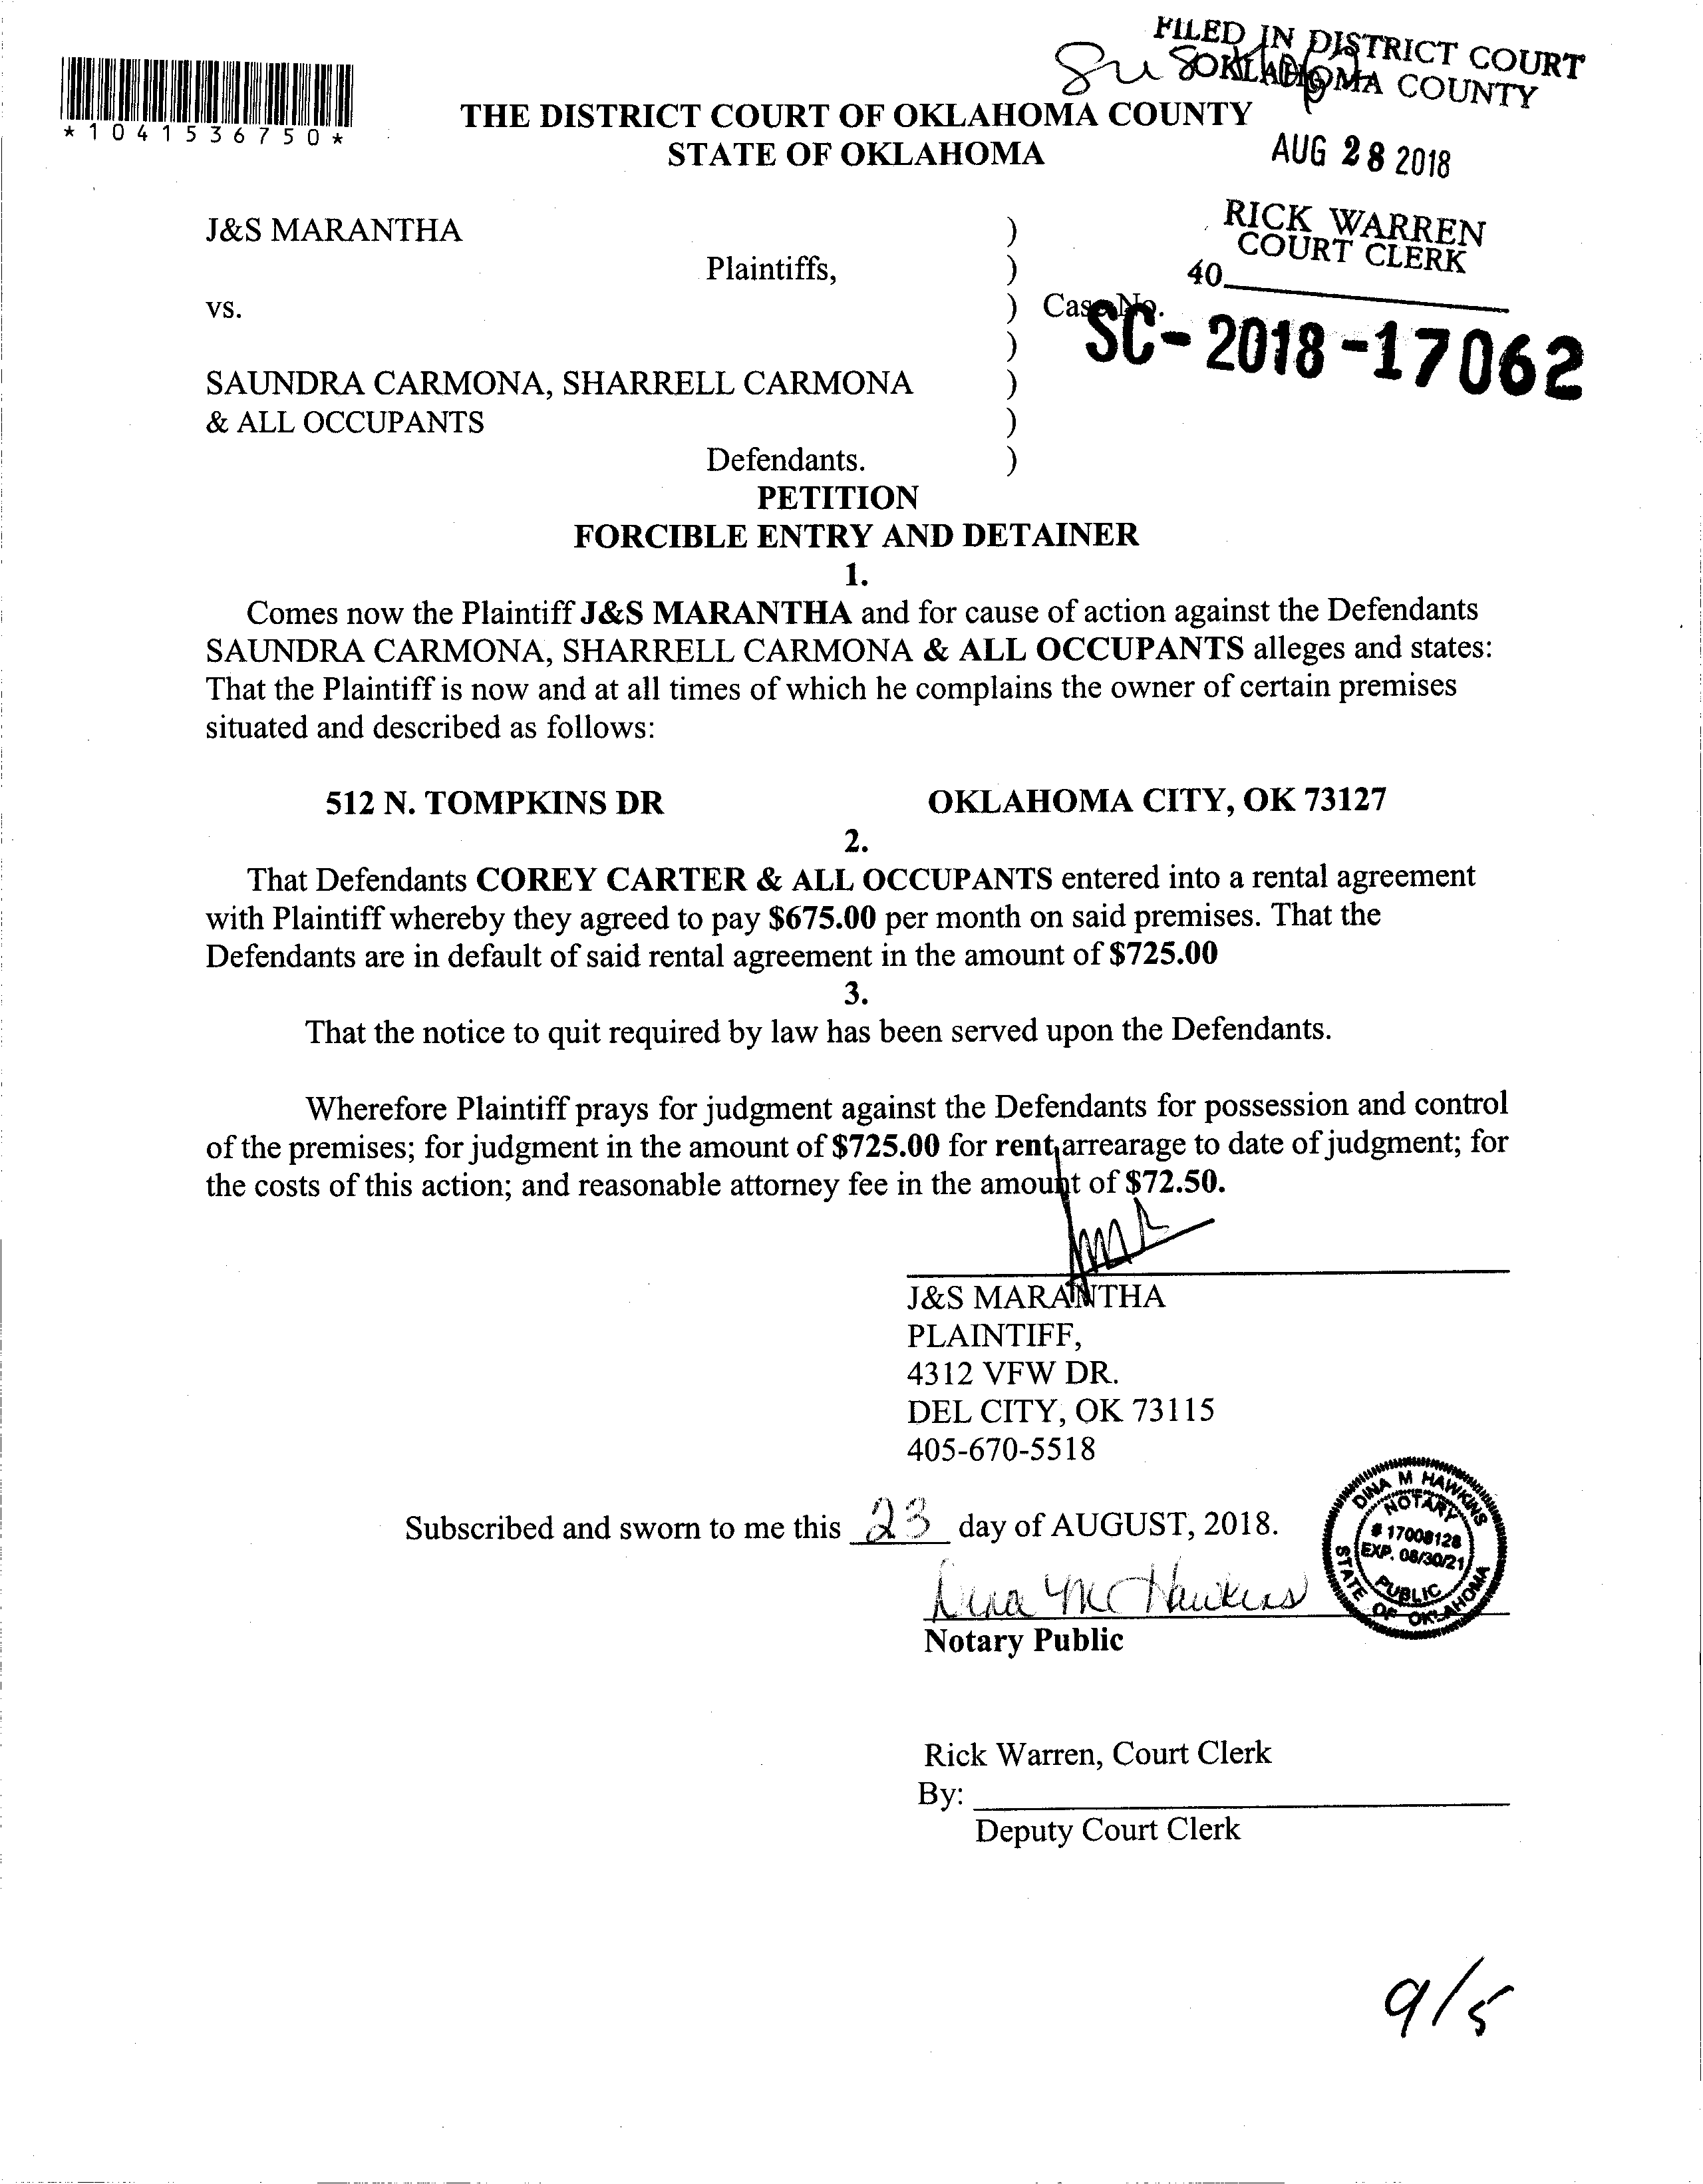 FILED IN DISTRICT COURT
OKLAHOMA COUNTY
*1041536750*
THE DISTRICT COURT OF OKLAHOMA COUNTY
STATE OF OKLAHOMA
AUG 28 2018
RICK WARREN
COURT CLERK
40
J&S MARANTHA )
Plaintiffs, )
vs. ) Case No.
SC-2018-17062
)
SAUNDRA CARMONA, SHARRELL CARMONA )
& ALL OCCUPANTS )
Defendants. )
PETITION
FORCIBLE ENTRY AND DETAINER
1.
Comes now the Plaintiff J&S MARANTHA and for cause of action against the Defendants
SAUNDRA CARMONA, SHARRELL CARMONA & ALL OCCUPANTS alleges and states:
That the Plaintiff is now and at all times of which he complains the owner of certain premises
situated and described as follows:
512 N. TOMPKINS DR OKLAHOMA CITY, OK 73127
2.
That Defendants COREY CARTER & ALL OCCUPANTS entered into a rental agreement
with Plaintiff whereby they agreed to pay $675.00 per month on said premises. That the
Defendants are in default of said rental agreement in the amount of $725.00
3.
That the notice to quit required by law has been served upon the Defendants.
Wherefore Plaintiff prays for judgment against the Defendants for possession and control
of the premises; for judgment in the amount of $725.00 for rent arrearage to date of judgment; for
the costs of this action; and reasonable attorney fee in the amount of $72.50.
J&S MARANTHA
PLAINTIFF,
4312 VFW DR.
DEL CITY, OK 73115
405-670-5518
Subscribed and sworn to me this 23 day of AUGUST, 2018.
DINA M HAWKINS
NOTARY
# 17008128
EXP. 08/30/21
PUBLIC
STATE OF OKLAHOMA
Dina M Hawkins
Notary Public
Rick Warren, Court Clerk
By:
Deputy Court Clerk
9/5